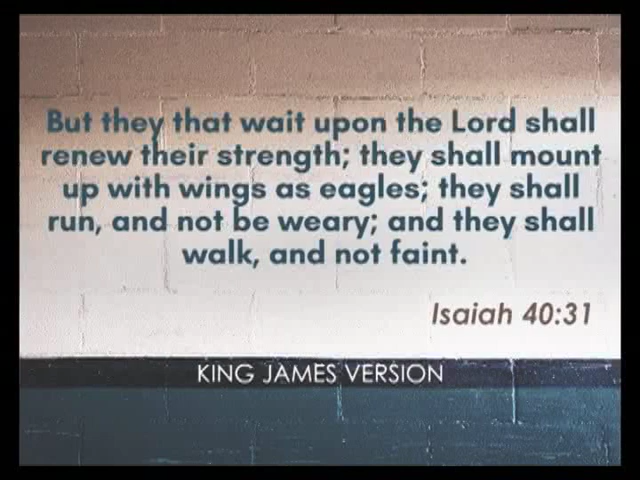 But they that wait upon the Lord shall
renew their strength; they shall mount
up with wings as eagles; they shall
run, and not be weary; and they shall
walk, and not faint.
Isaiah 40:31
KING JAMES VERSION